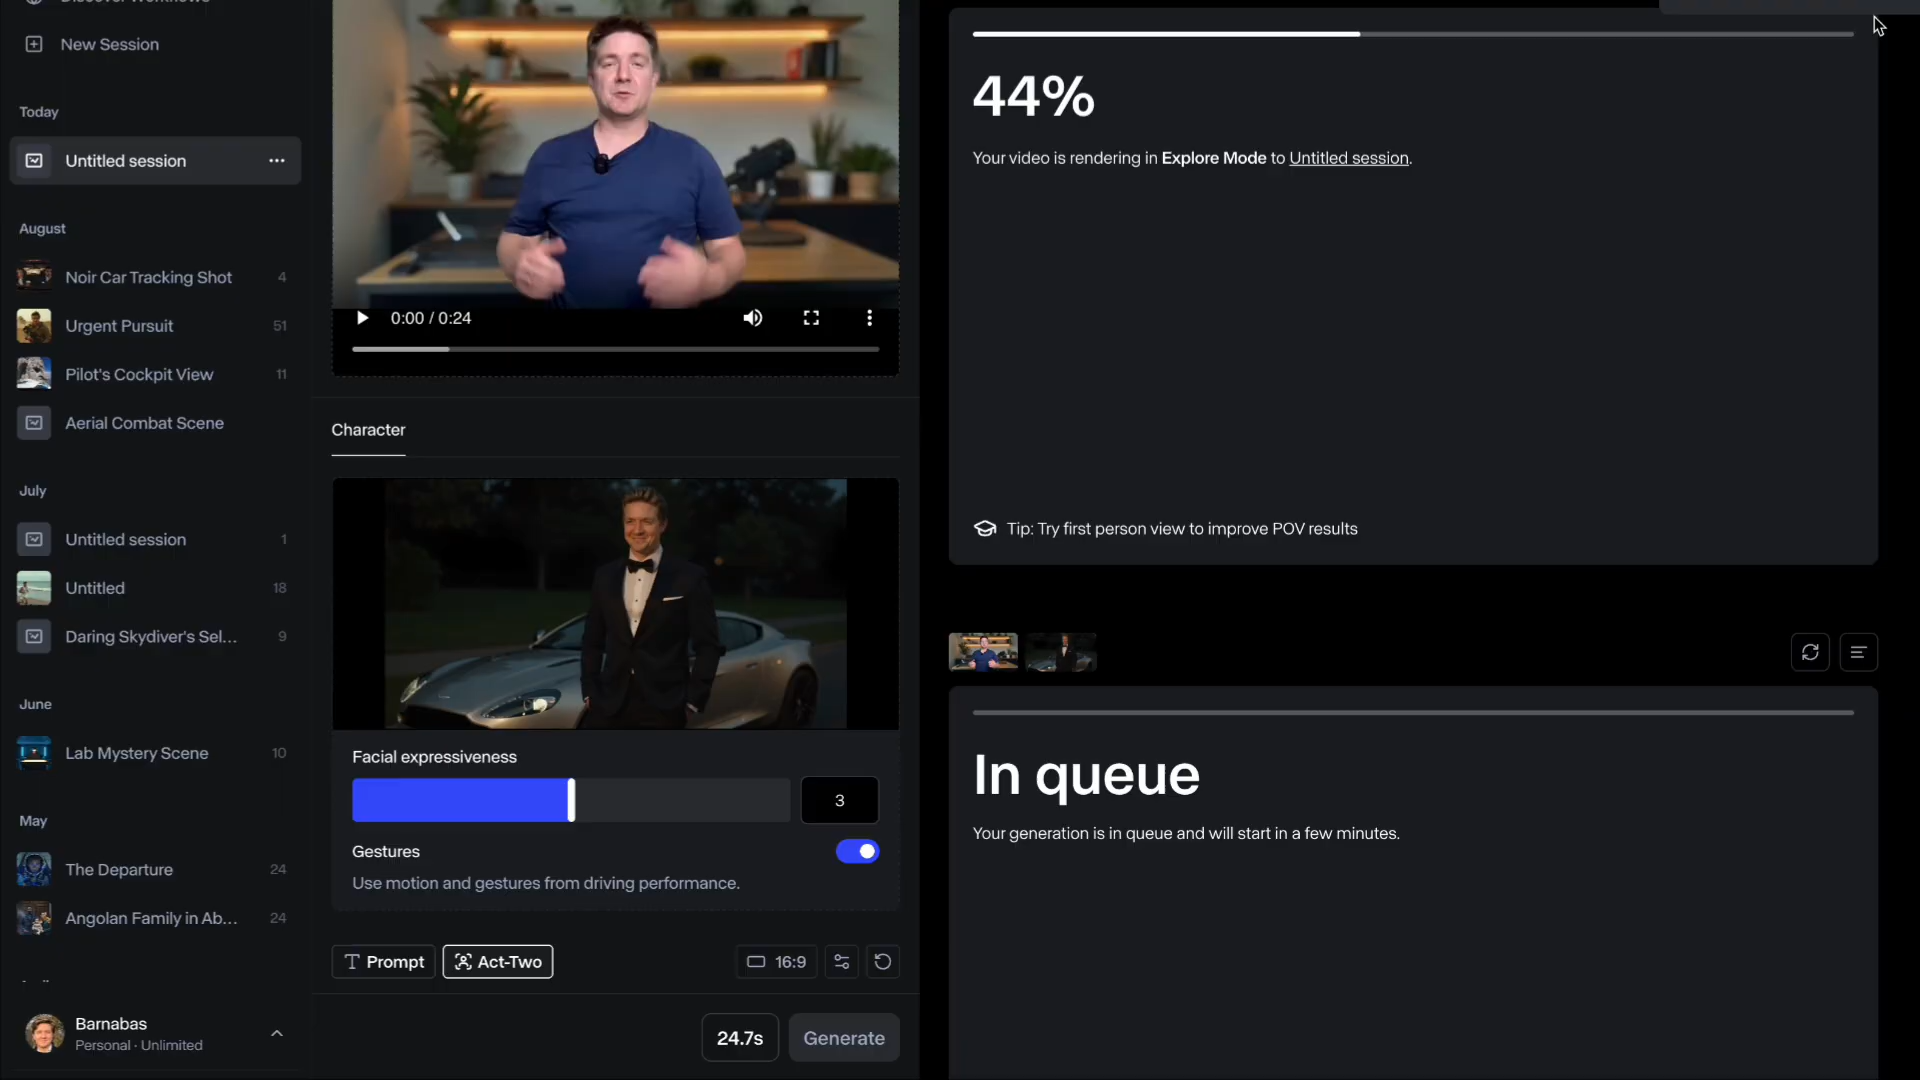 Discover Workflows
New Session
Today
Untitled session
August
Noir Car Tracking Shot 4
Urgent Pursuit 51
Pilot's Cockpit View 11
Aerial Combat Scene
July
Untitled session 1
Untitled 18
Daring Skydiver's Sel... 9
June
Lab Mystery Scene 10
May
The Departure 24
Angolan Family in Ab... 24
Barnabas
Personal · Unlimited
0:00 / 0:24
Character
Facial expressiveness
3
Gestures
Use motion and gestures from driving performance.
Prompt
Act-Two
16:9
24.7s
Generate
44%
Your video is rendering in Explore Mode to Untitled session.
Tip: Try first person view to improve POV results
In queue
Your generation is in queue and will start in a few minutes.